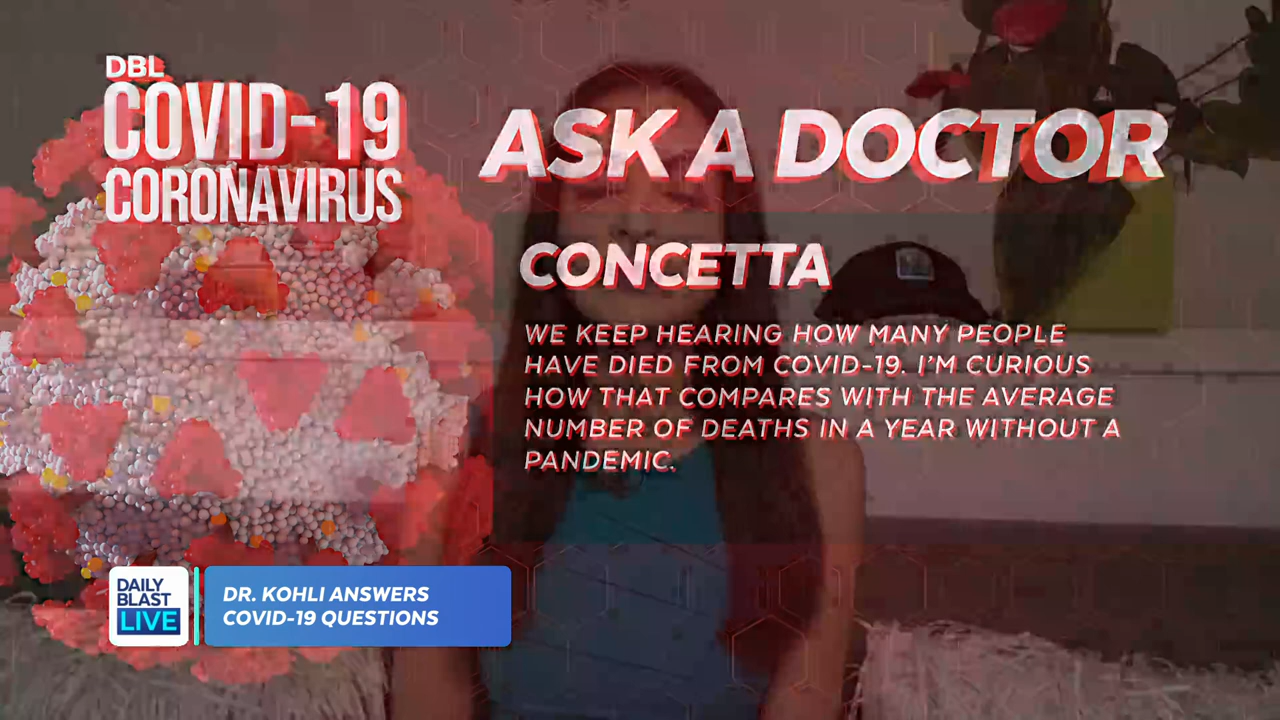 DBL
COVID-19
CORONAVIRUS
ASK A DOCTOR
CONCETTA
WE KEEP HEARING HOW MANY PEOPLE
HAVE DIED FROM COVID-19. I'M CURIOUS
HOW THAT COMPARES WITH THE AVERAGE
NUMBER OF DEATHS IN A YEAR WITHOUT A
PANDEMIC.
DAILY
BLAST
LIVE
DR. KOHLI ANSWERS
COVID-19 QUESTIONS